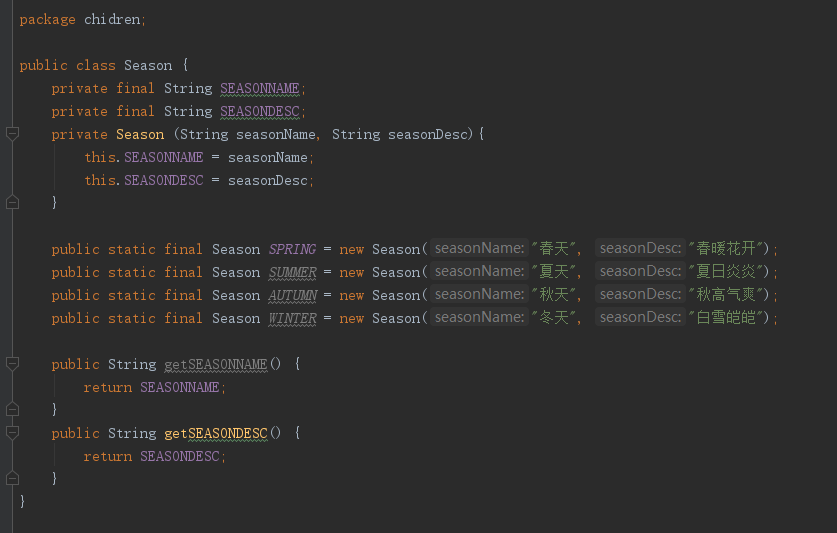 package chidren;
public class Season {
private final String SEASONNAME;
private final String SEASONDESC;
private Season (String seasonName, String seasonDesc){
this.SEASONNAME = seasonName;
this.SEASONDESC = seasonDesc;
}
public static final Season SPRING = new Season( seasonName: "春天", seasonDesc: "春暖花开");
public static final Season SUMMER = new Season( seasonName: "夏天", seasonDesc: "夏日炎炎");
public static final Season AUTUMN = new Season( seasonName: "秋天", seasonDesc: "秋高气爽");
public static final Season WINTER = new Season( seasonName: "冬天", seasonDesc: "白雪皑皑");
public String getSEASONNAME() {
return SEASONNAME;
}
public String getSEASONDESC() {
return SEASONDESC;
}
}